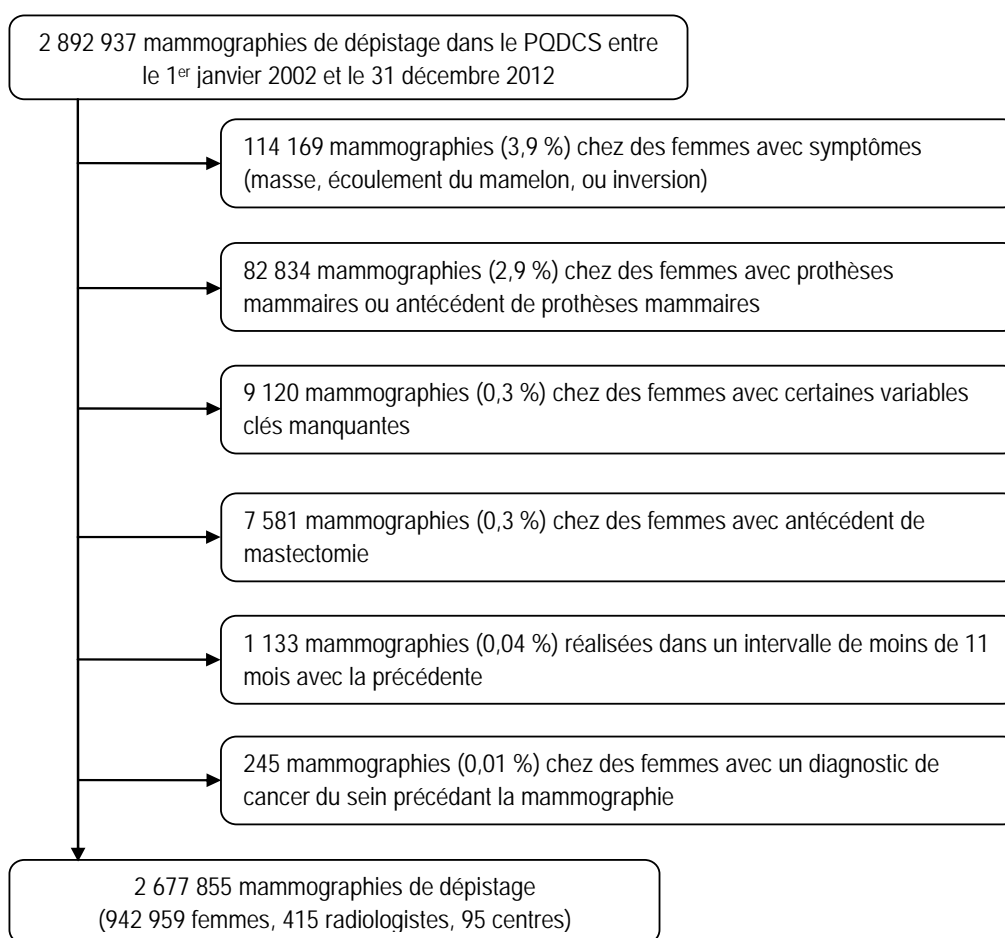 2 892 937 mammographies de dépistage dans le PQDCS entre
le 1er janvier 2002 et le 31 décembre 2012
114 169 mammographies (3,9 %) chez des femmes avec symptômes
(masse, écoulement du mamelon, ou inversion)
82 834 mammographies (2,9 %) chez des femmes avec prothèses
mammaires ou antécédent de prothèses mammaires
9 120 mammographies (0,3 %) chez des femmes avec certaines variables
clés manquantes
7 581 mammographies (0,3 %) chez des femmes avec antécédent de
mastectomie
1 133 mammographies (0,04 %) réalisées dans un intervalle de moins de 11
mois avec la précédente
245 mammographies (0,01 %) chez des femmes avec un diagnostic de
cancer du sein précédant la mammographie
2 677 855 mammographies de dépistage
(942 959 femmes, 415 radiologistes, 95 centres)